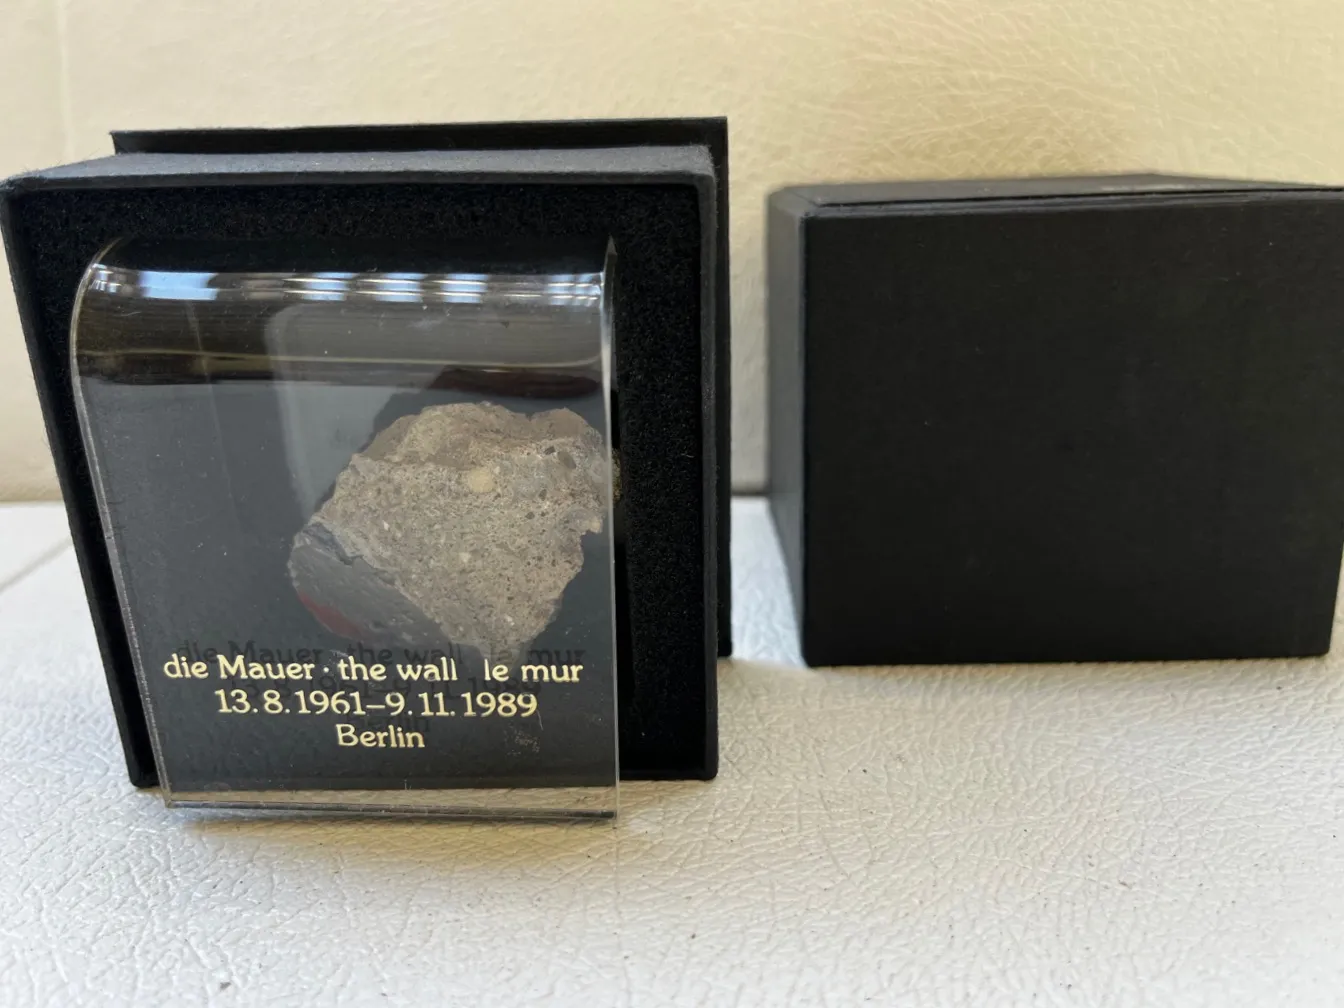 die Mauer · the wall le mur
13.8.1961–9.11.1989
Berlin